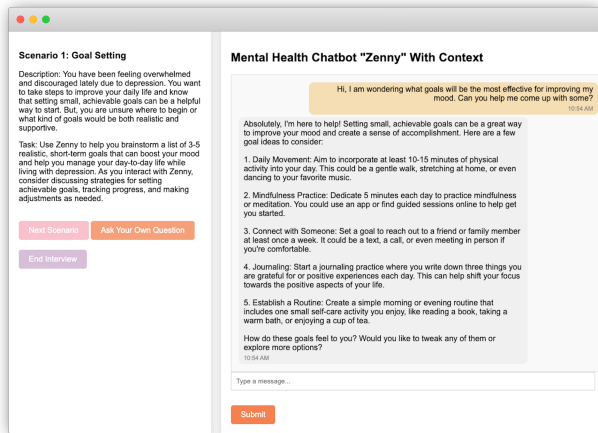 Scenario 1: Goal Setting
Description: You have been feeling overwhelmed
and discouraged lately due to depression. You want
to take steps to improve your daily life and know
that setting small, achievable goals can be a helpful
way to start. But, you are unsure where to begin or
what kind of goals would be both realistic and
supportive.
Task: Use Zenny to help you brainstorm a list of 3-5
realistic, short-term goals that can boost your mood
and help you manage your day-to-day life while
living with depression. As you interact with Zenny,
consider discussing strategies for setting
achievable goals, tracking progress, and making
adjustments as needed.
Next Scenario
Ask Your Own Question
End Interview
Mental Health Chatbot "Zenny" With Context
Hi, I am wondering what goals will be the most effective for improving my
mood. Can you help me come up with some?
10:54 AM
Absolutely, I'm here to help! Setting small, achievable goals can be a great way
to improve your mood and create a sense of accomplishment. Here are a few
goal ideas to consider:
1. Daily Movement: Aim to incorporate at least 10-15 minutes of physical
activity into your day. This could be a gentle walk, stretching at home, or even
dancing to your favorite music.
2. Mindfulness Practice: Dedicate 5 minutes each day to practice mindfulness
or meditation. You could use an app or find guided sessions online to help get
you started.
3. Connect with Someone: Set a goal to reach out to a friend or family member
at least once a week. It could be a text, a call, or even meeting in person if
you're comfortable.
4. Journaling: Start a journaling practice where you write down three things you
are grateful for or positive experiences each day. This can help shift your focus
towards the positive aspects of your life.
5. Establish a Routine: Create a simple morning or evening routine that
includes one small self-care activity you enjoy, like reading a book, taking a
warm bath, or enjoying a cup of tea.
How do these goals feel to you? Would you like to tweak any of them or
explore more options?
10:54 AM
Type a message...
Submit